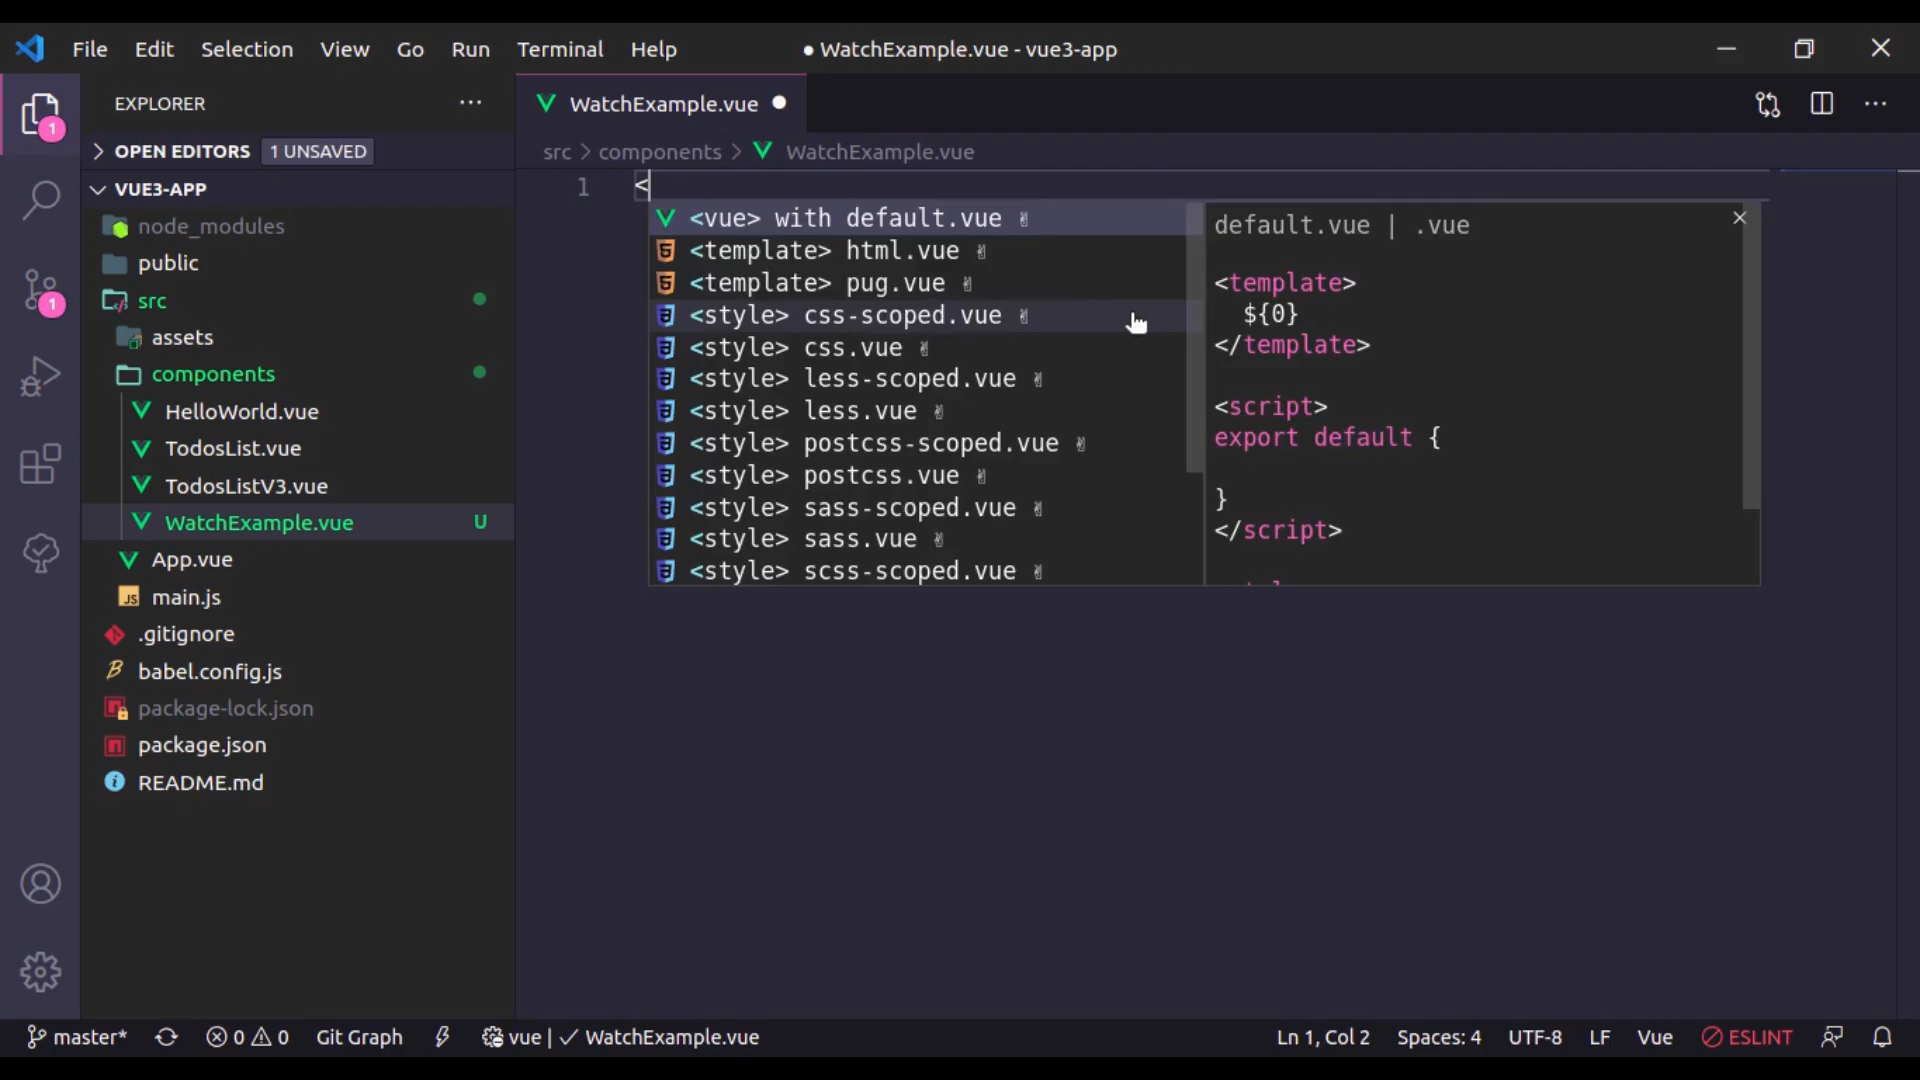 File Edit Selection View Go Run Terminal Help
● WatchExample.vue - vue3-app
EXPLORER
OPEN EDITORS 1 UNSAVED
VUE3-APP
node_modules
public
src
assets
components
HelloWorld.vue
TodosList.vue
TodosListV3.vue
WatchExample.vue U
App.vue
main.js
.gitignore
babel.config.js
package-lock.json
package.json
README.md
1
1
WatchExample.vue
src > components > WatchExample.vue
1 <
<vue> with default.vue ✌
<template> html.vue ✌
<template> pug.vue ✌
<style> css-scoped.vue ✌
<style> css.vue ✌
<style> less-scoped.vue ✌
<style> less.vue ✌
<style> postcss-scoped.vue ✌
<style> postcss.vue ✌
<style> sass-scoped.vue ✌
<style> sass.vue ✌
<style> scss-scoped.vue ✌
default.vue | .vue
<template>
${0}
</template>
<script>
export default {
}
</script>
master* 0 0 Git Graph vue | ✓ WatchExample.vue
Ln 1, Col 2 Spaces: 4 UTF-8 LF Vue ESLINT